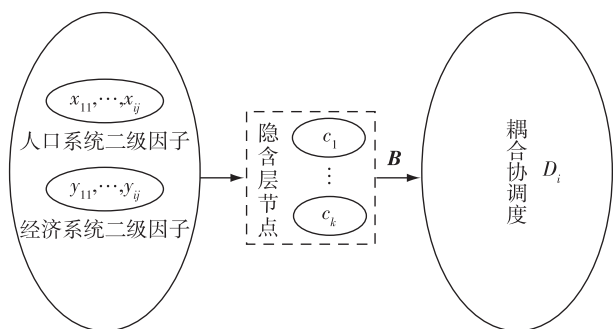 x₁₁,⋯,xᵢⱼ
人口系统二级因子
y₁₁,⋯,yᵢⱼ
经济系统二级因子
隐含层节点
c₁
⋮
cₖ
B
耦合协调度
Dᵢ